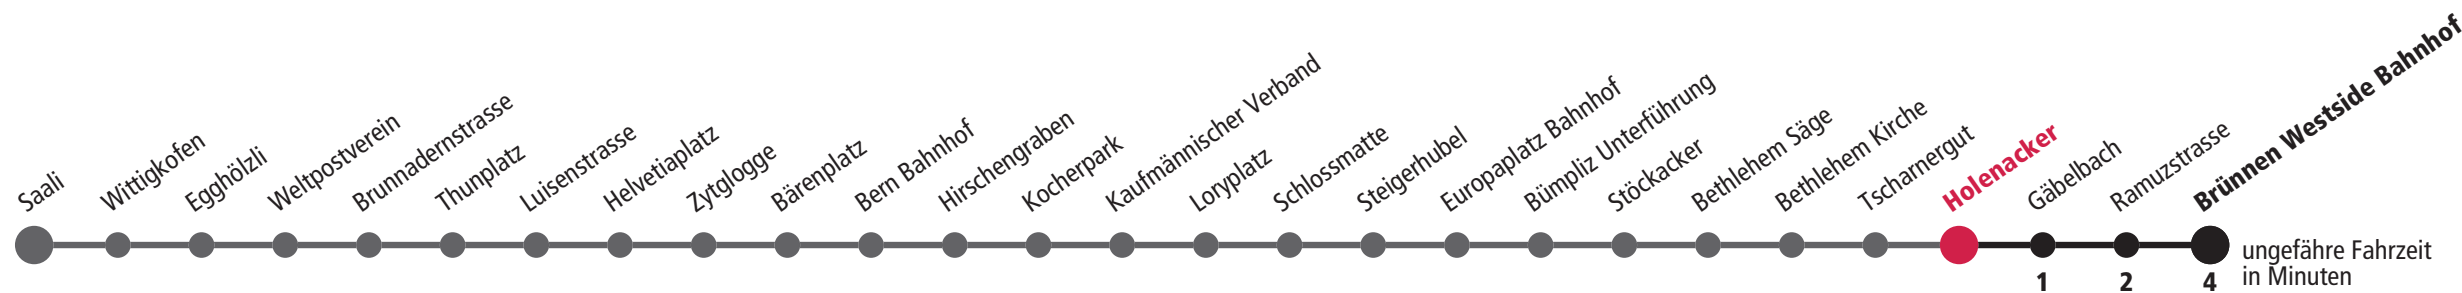 Saali
Wittigkofen
Egghölzli
Weltpostverein
Brunnadernstrasse
Thunplatz
Luisenstrasse
Helvetiaplatz
Zytglogge
Bärenplatz
Bern Bahnhof
Hirschengraben
Kocherpark
Kaufmännischer Verband
Loryplatz
Schlossmatte
Steigerhubel
Europaplatz Bahnhof
Bümpliz Unterführung
Stöckacker
Bethlehem Säge
Bethlehem Kirche
Tscharnergut
Holenacker
Gäbelbach
Ramuzstrasse
Brünnen Westside Bahnhof
1
2
4
ungefähre Fahrzeit
in Minuten